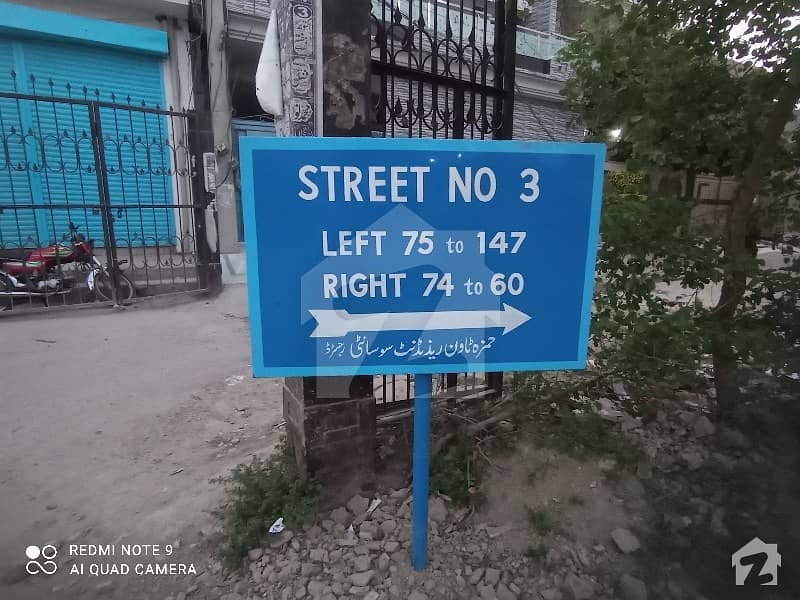 STREET NO 3
LEFT 75 to 147
RIGHT 74 to 60
حمزہ ٹاون ریذیڈنٹ سوسائٹی رجسٹرڈ
REDMI NOTE 9
AI QUAD CAMERA